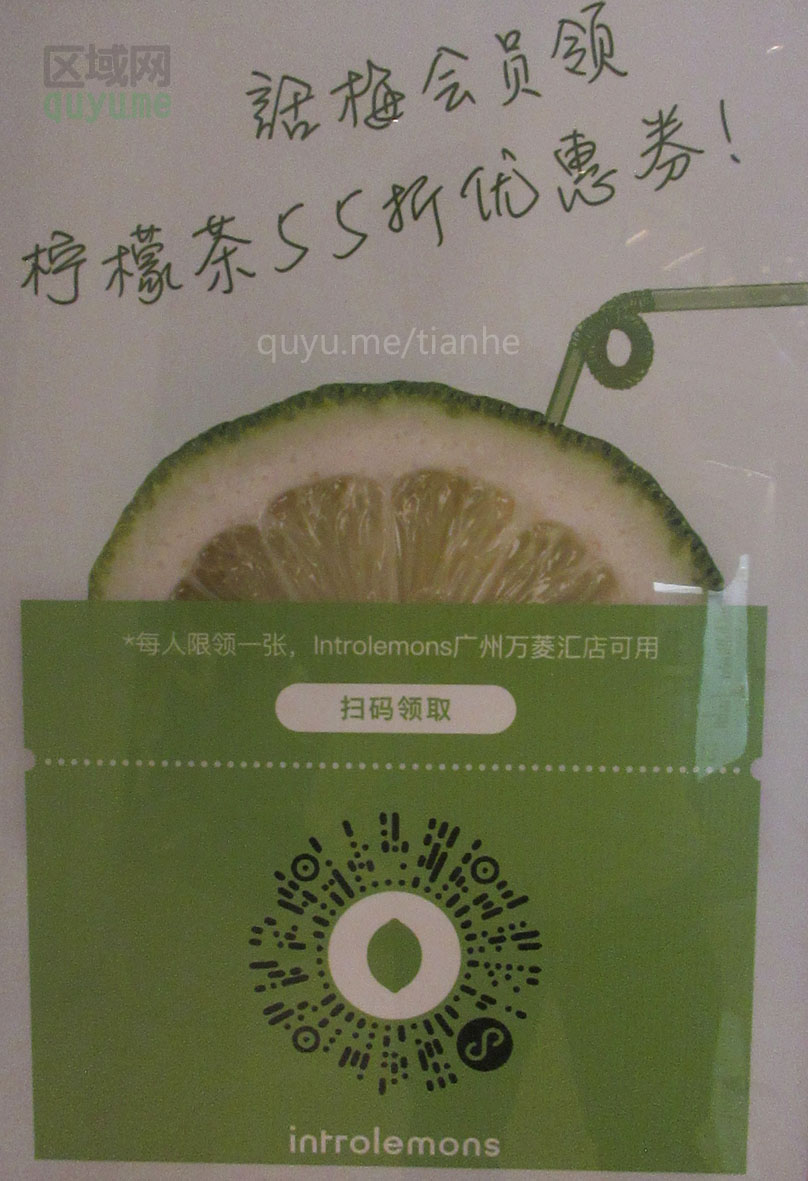 区域网
quyu.me
話梅会员领
柠檬茶55折优惠券！
quyu.me/tianhe
*每人限领一张，Introlemons广州万菱汇店可用
扫码领取
introlemons